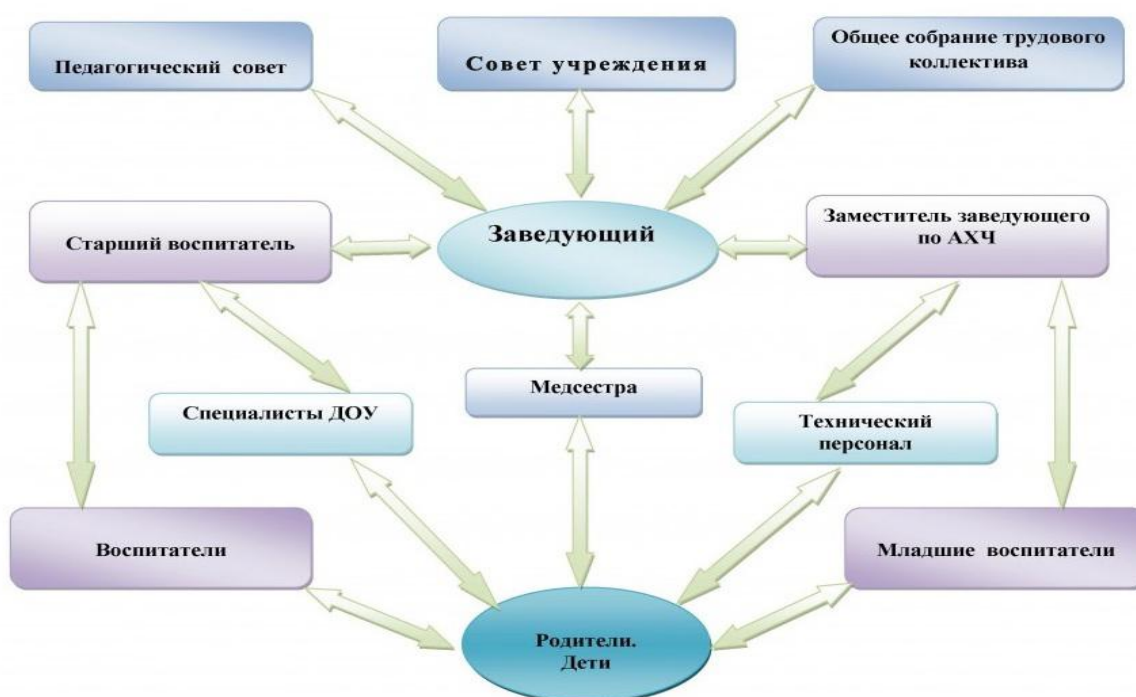 Педагогический совет
Совет учреждения
Общее собрание трудового
коллектива
Старший воспитатель
Заведующий
Заместитель заведующего
по АХЧ
Специалисты ДОУ
Медсестра
Технический
персонал
Воспитатели
Младшие воспитатели
Родители.
Дети